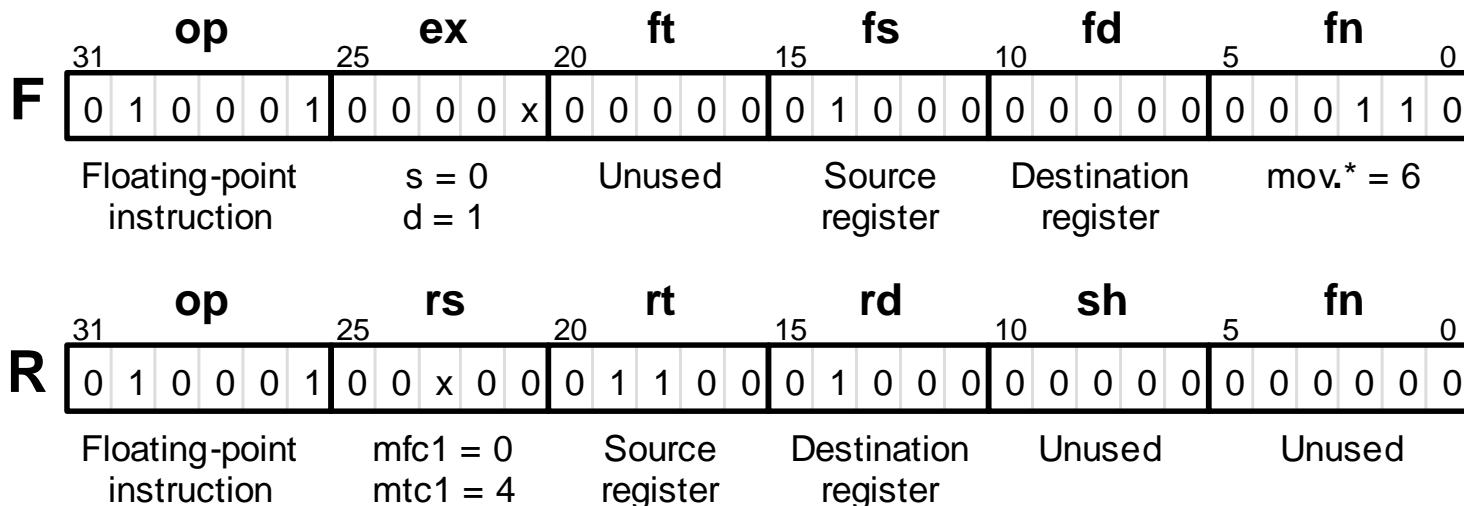 op ex ft fs fd fn
31 25 20 15 10 5 0
F 0 1 0 0 0 1 0 0 0 0 x 0 0 0 0 0 0 1 0 0 0 0 0 0 0 0 0 0 0 1 1 0
Floating-point s = 0 Unused Source Destination mov.* = 6
instruction d = 1 register register
op rs rt rd sh fn
31 25 20 15 10 5 0
R 0 1 0 0 0 1 0 0 x 0 0 0 1 1 0 0 0 1 0 0 0 0 0 0 0 0 0 0 0 0 0 0
Floating-point mfc1 = 0 Source Destination Unused Unused
instruction mtc1 = 4 register register